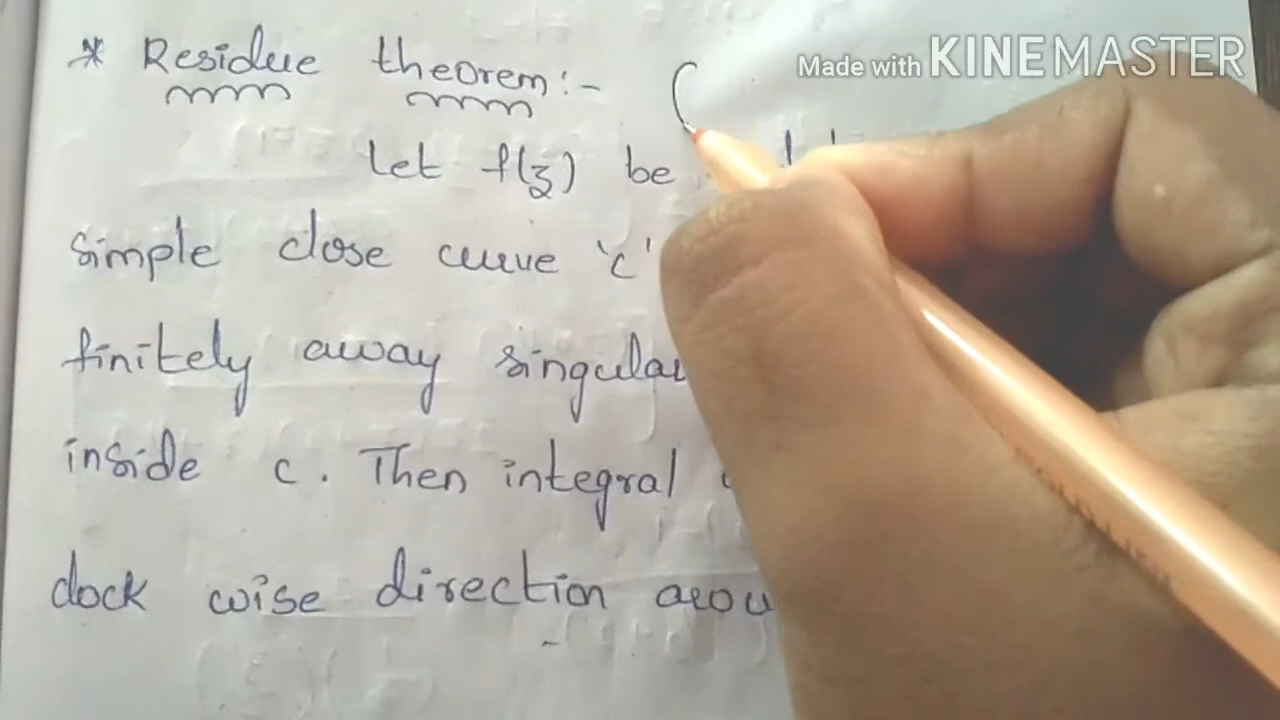 Made with KINEMASTER
* Residue theorem:- (
Let f(z) be
simple close curve 'c'
finitely away singular
inside c. Then integral
clock wise direction arou